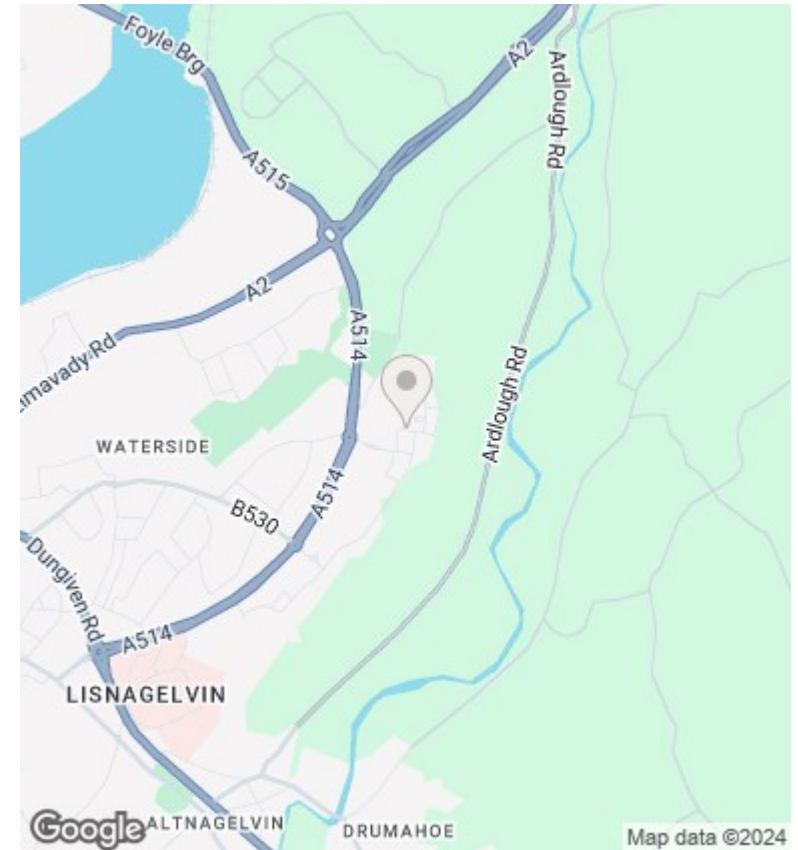 Foyle Brg
A2
Ardlough Rd
A515
A2
A514
imavady Rd
Ardlough Rd
WATERSIDE
A514
B530
Dungiven Rd
A514
LISNAGELVIN
Google
ALTNAGELVIN
DRUMAHOE
Map data ©2024